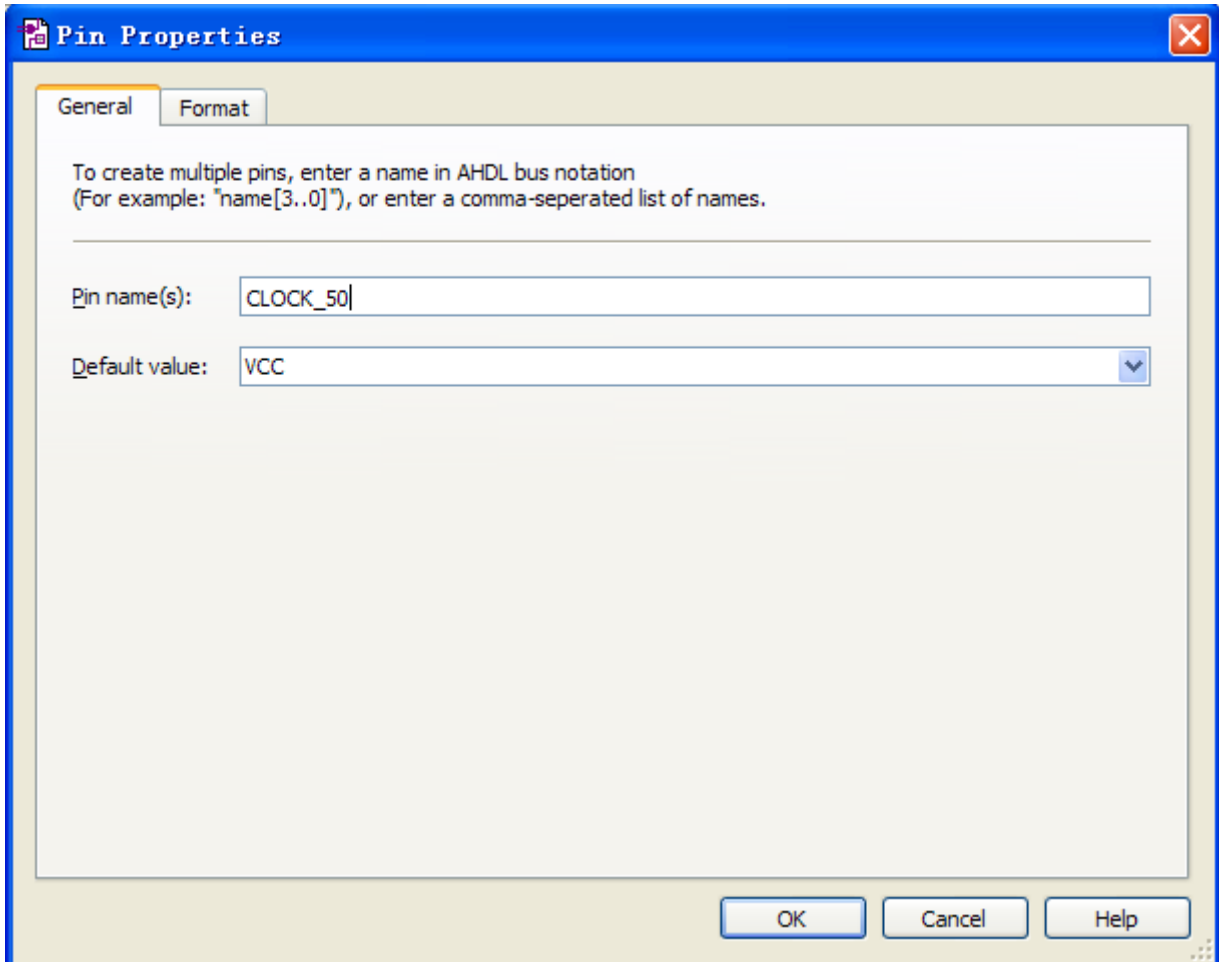 Pin Properties
General Format
To create multiple pins, enter a name in AHDL bus notation
(For example: "name[3..0]"), or enter a comma-seperated list of names.
Pin name(s): CLOCK_50
Default value: VCC
OK Cancel Help